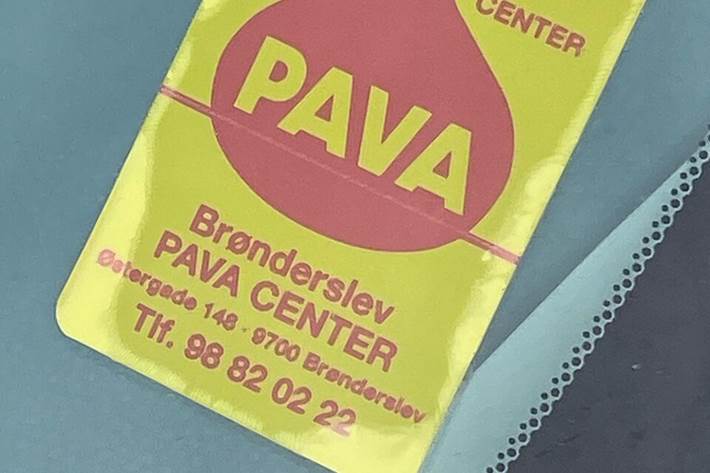 CENTER
PAVA
Brønderslev
PAVA CENTER
Østergade 148 - 9700 Brønderslev
Tlf. 98 82 02 22